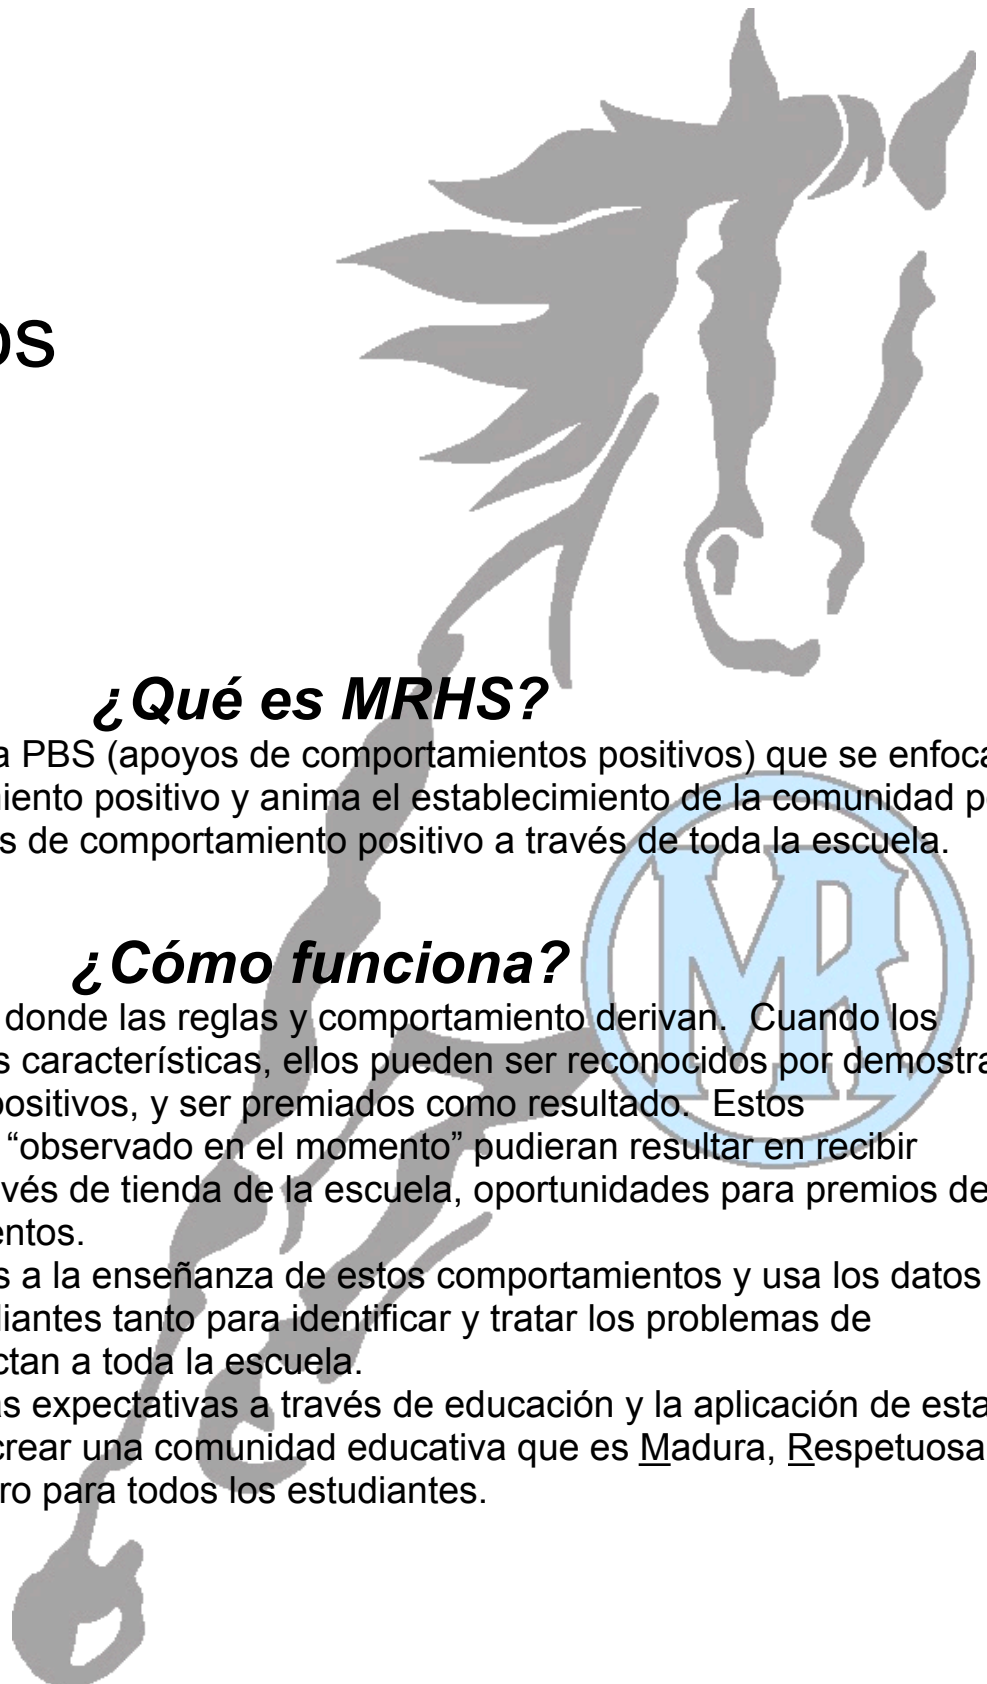 os
¿Qué es MRHS?
a PBS (apoyos de comportamientos positivos) que se enfoca
iento positivo y anima el establecimiento de la comunidad p
s de comportamiento positivo a través de toda la escuela.
¿Cómo funciona?
donde las reglas y comportamiento derivan.  Cuando los
s características, ellos pueden ser reconocidos por demostra
ositivos, y ser premiados como resultado.  Estos
“observado en el momento” pudieran resultar en recibir
vés de tienda de la escuela, oportunidades para premios de
entos.
s a la enseñanza de estos comportamientos y usa los datos
diantes tanto para identificar y tratar los problemas de
ctan a toda la escuela.
as expectativas a través de educación y la aplicación de esta
crear una comunidad educativa que es Madura, Respetuosa
ro para todos los estudiantes.
MR